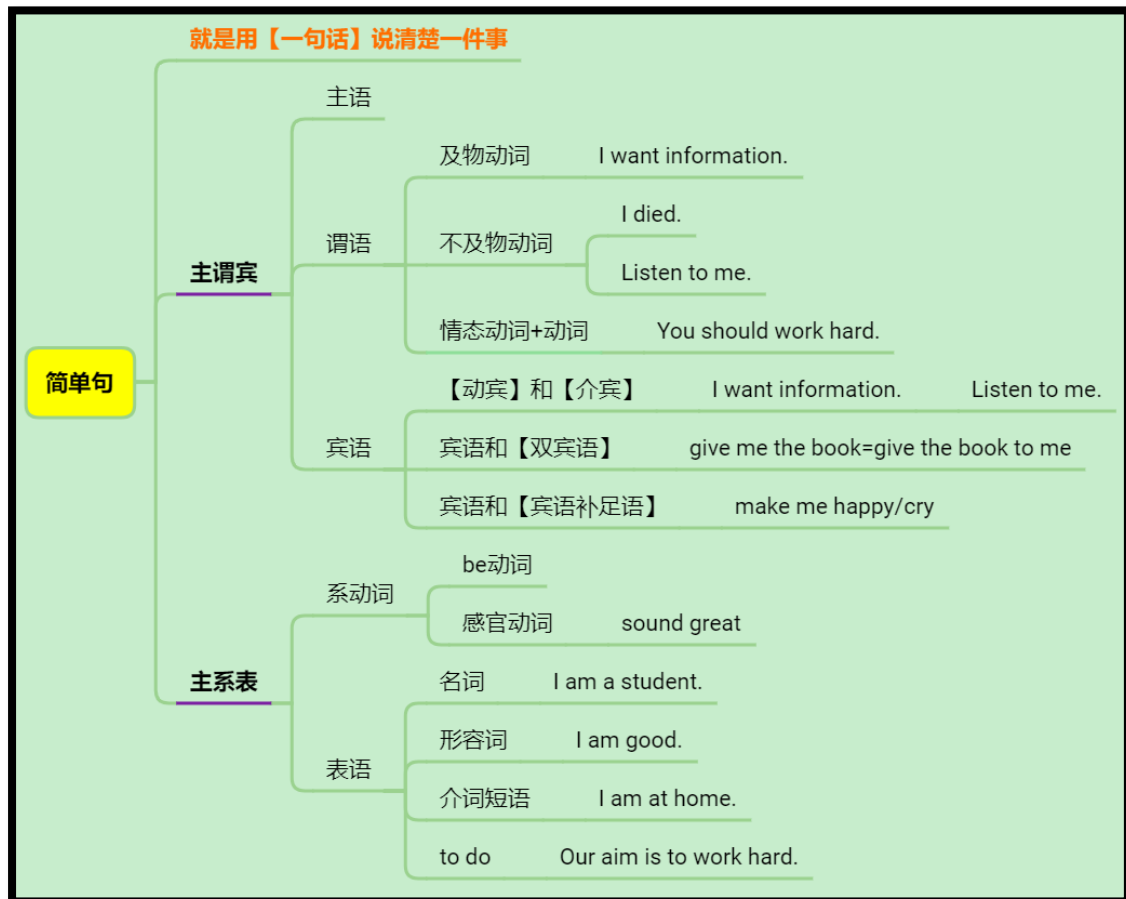 就是用【一句话】说清楚一件事
主语
及物动词 I want information.
I died.
谓语 不及物动词
主谓宾
Listen to me.
情态动词+动词 You should work hard.
简单句
【动宾】和【介宾】 I want information. Listen to me.
宾语 宾语和【双宾语】 give me the book=give the book to me
宾语和【宾语补足语】 make me happy/cry
be动词
系动词
感官动词 sound great
主系表
名词 I am a student.
形容词 I am good.
表语
介词短语 I am at home.
to do Our aim is to work hard.